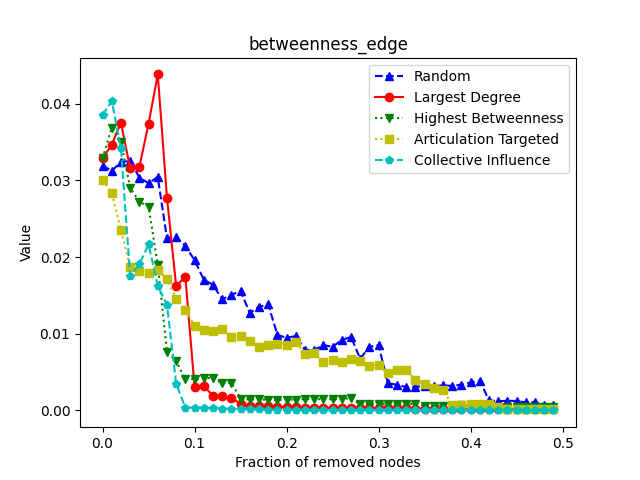 betweenness_edge
Random
Largest Degree
Highest Betweenness
Articulation Targeted
Collective Influence
Value
0.04
0.03
0.02
0.01
0.00
0.0 0.1 0.2 0.3 0.4 0.5
Fraction of removed nodes